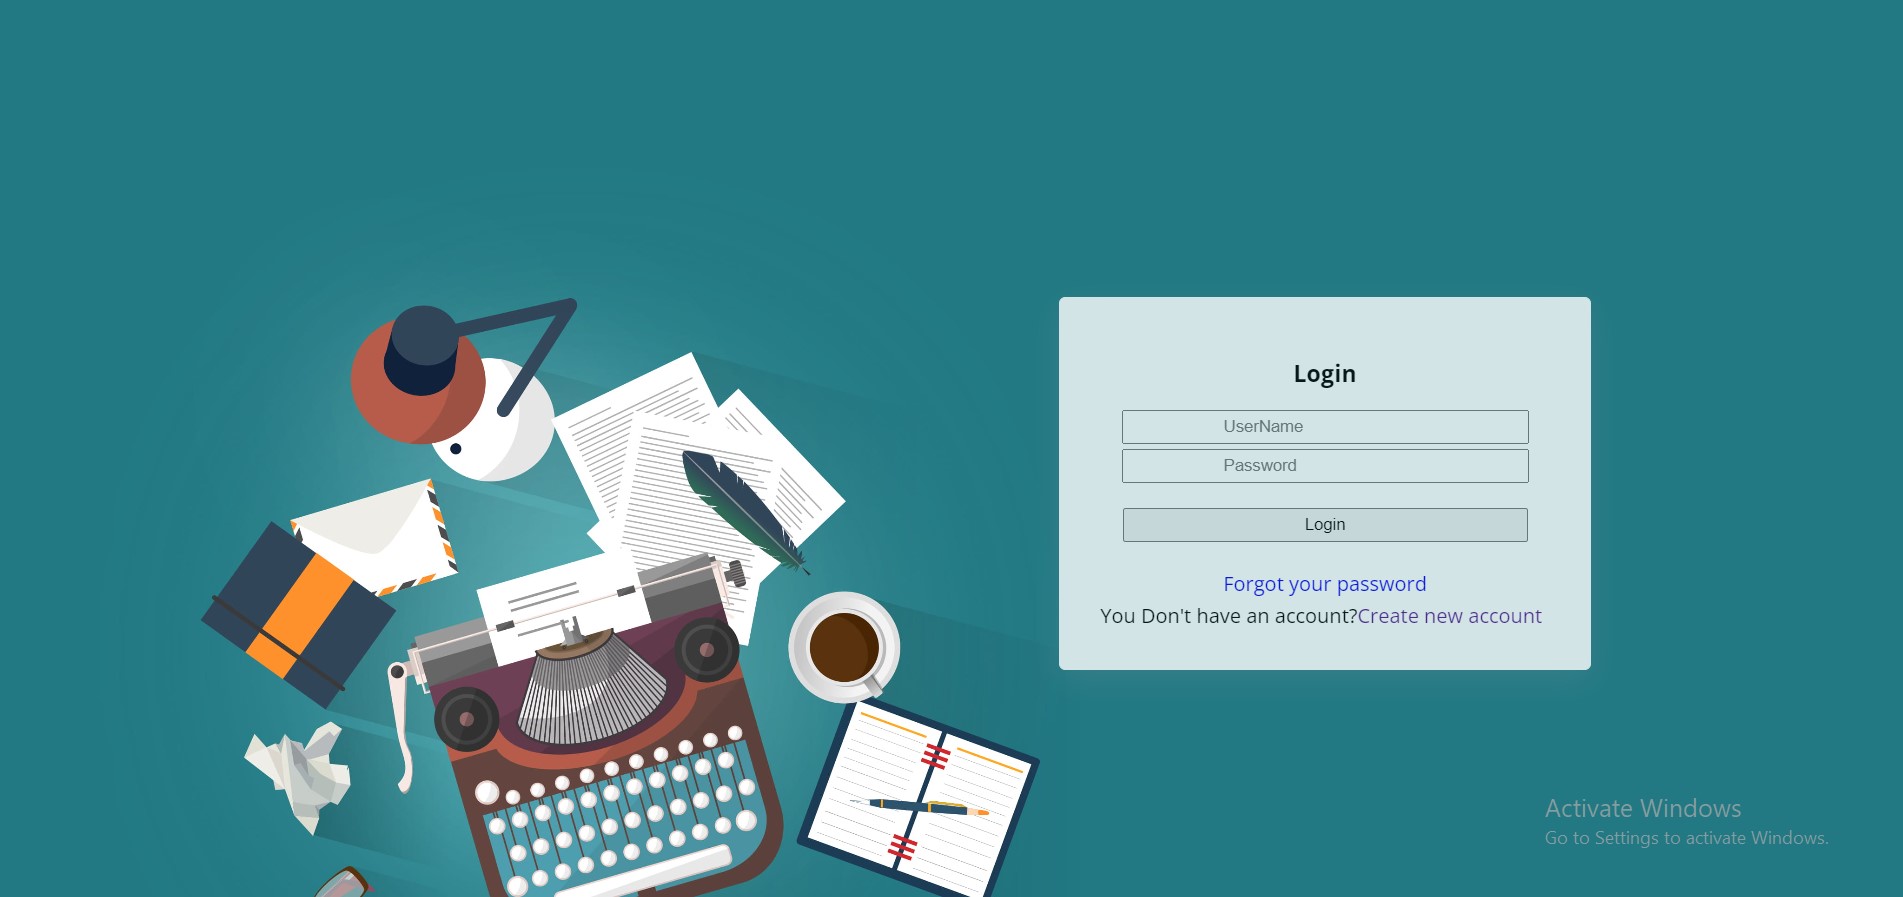 Login
UserName
Password
Login
Forgot your password
You Don't have an account?Create new account
Activate Windows
Go to Settings to activate Windows.